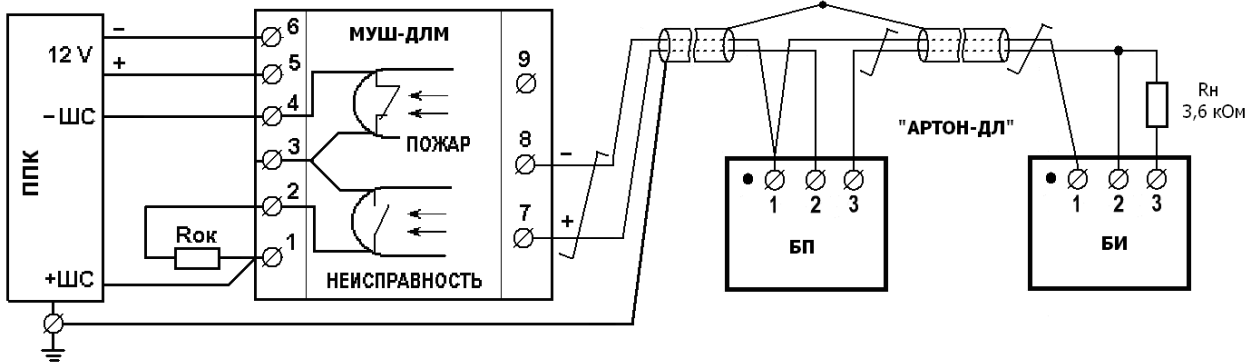 ППК
12 V
–
+
– ШС
+ШС
Rок
МУШ-ДЛМ
6
5
4
3
2
1
ПОЖАР
НЕИСПРАВНОСТЬ
9
8
7
–
+
"АРТОН-ДЛ"
1 2 3
БП
1 2 3
БИ
Rн
3,6 кОм